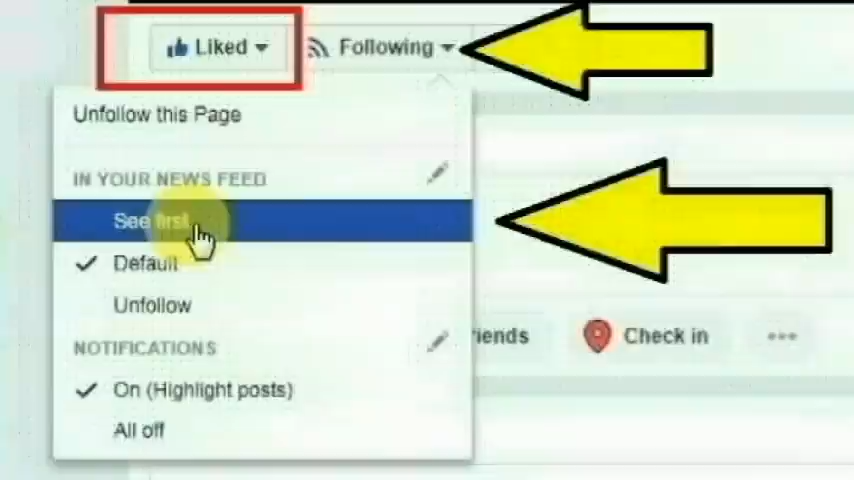 Liked Following
Unfollow this Page
IN YOUR NEWS FEED
See first
Default
Unfollow
riends Check in
NOTIFICATIONS
On (Highlight posts)
All off